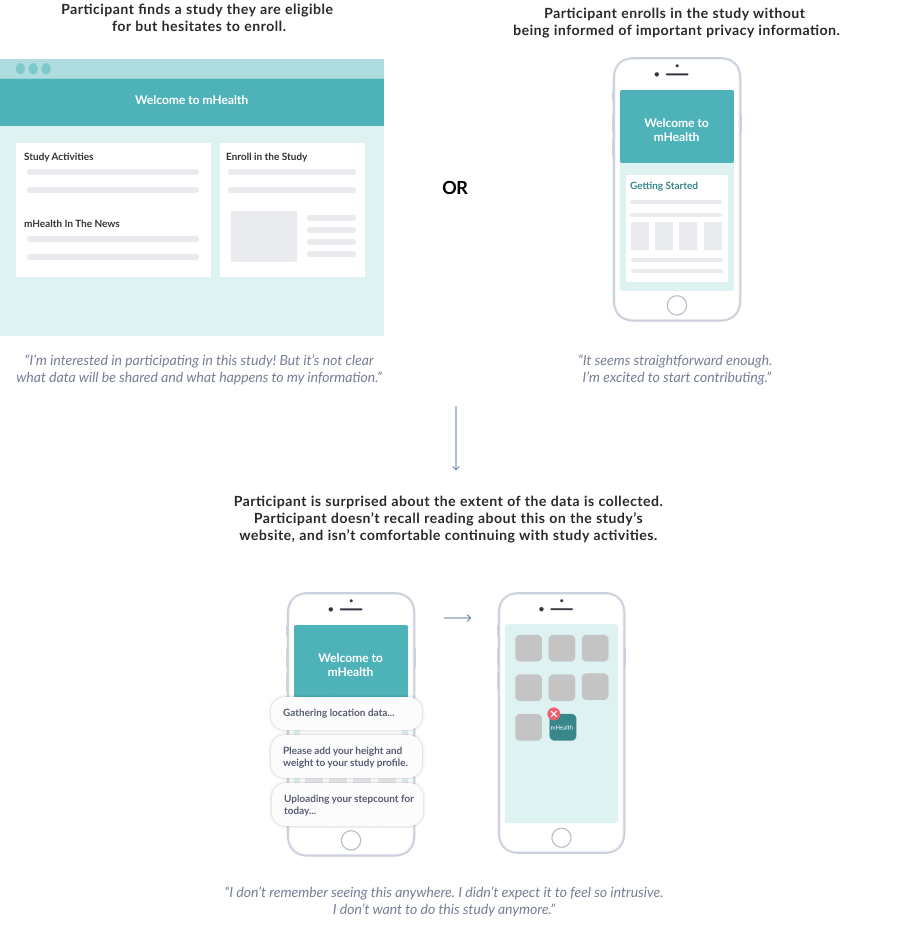 Participant finds a study they are eligible
for but hesitates to enroll.
Welcome to mHealth
Study Activities
Enroll in the Study
mHealth In The News
“I’m interested in participating in this study! But it’s not clear
what data will be shared and what happens to my information.”
OR
Participant enrolls in the study without
being informed of important privacy information.
Welcome to
mHealth
Getting Started
“It seems straightforward enough.
I’m excited to start contributing.”
Participant is surprised about the extent of the data is collected.
Participant doesn’t recall reading about this on the study’s
website, and isn’t comfortable continuing with study activities.
Welcome to
mHealth
Gathering location data...
Please add your height and
weight to your study profile.
Uploading your stepcount for
today...
mHealth
“I don’t remember seeing this anywhere. I didn’t expect it to feel so intrusive.
I don’t want to do this study anymore.”